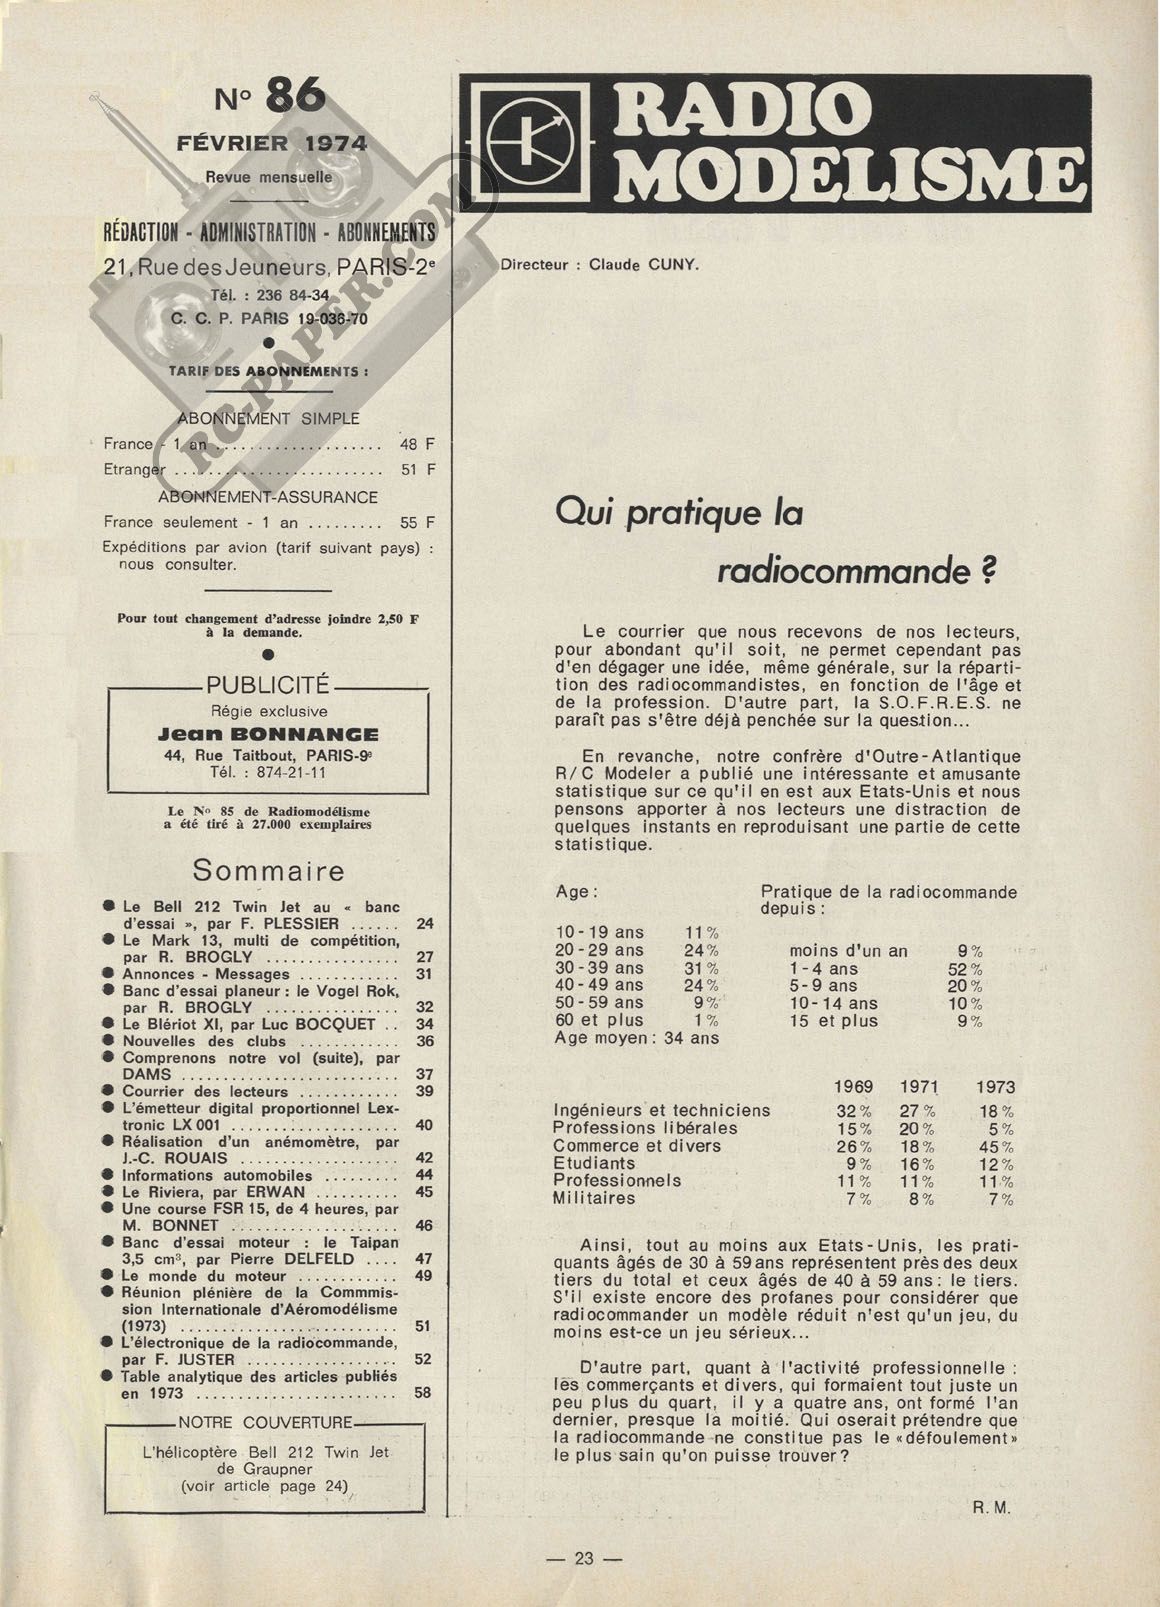 N° 86
FÉVRIER 1974
Revue mensuelle
RÉDACTION - ADMINISTRATION - ABONNEMENTS
21, Rue des Jeuneurs, PARIS-2e
Tél. : 236 84-34
C. C. P. PARIS 19-036-70
TARIF DES ABONNEMENTS :
ABONNEMENT SIMPLE
France - 1 an .................... 48 F
Etranger ......................... 51 F
ABONNEMENT-ASSURANCE
France seulement - 1 an ......... 55 F
Expéditions par avion (tarif suivant pays) :
nous consulter.
Pour tout changement d'adresse joindre 2,50 F
à la demande.
PUBLICITÉ
Régie exclusive
Jean BONNANGE
44, Rue Taitbout, PARIS-9e
Tél. : 874-21-11
Le N° 85 de Radiomodélisme
a été tiré à 27.000 exemplaires
Sommaire
● Le Bell 212 Twin Jet au « banc
d'essai », par F. PLESSIER ...... 24
● Le Mark 13, multi de compétition,
par R. BROGLY ................ 27
● Annonces - Messages ............ 31
● Banc d'essai planeur : le Vogel Rok,
par R. BROGLY ................ 32
● Le Blériot XI, par Luc BOCQUET .. 34
● Nouvelles des clubs ............ 36
● Comprenons notre vol (suite), par
DAMS .......................... 37
● Courrier des lecteurs ............ 39
● L'émetteur digital proportionnel Lex-
tronic LX 001 .................... 40
● Réalisation d'un anémomètre, par
J.-C. ROUAIS ................... 42
● Informations automobiles ......... 44
● Le Riviera, par ERWAN .......... 45
● Une course FSR 15, de 4 heures, par
M. BONNET .................... 46
● Banc d'essai moteur : le Taipan
3,5 cm³, par Pierre DELFELD .... 47
● Le monde du moteur ............ 49
● Réunion plénière de la Commmis-
sion Internationale d'Aéromodélisme
(1973) .......................... 51
● L'électronique de la radiocommande,
par F. JUSTER .................. 52
● Table analytique des articles publiés
en 1973 ........................ 58
NOTRE COUVERTURE
L'hélicoptère Bell 212 Twin Jet
de Graupner
(voir article page 24)
RC-PAPER.COM
RADIO
MODELISME
Directeur : Claude CUNY.
Qui pratique la
radiocommande ?
Le courrier que nous recevons de nos lecteurs,
pour abondant qu'il soit, ne permet cependant pas
d'en dégager une idée, même générale, sur la réparti-
tion des radiocommandistes, en fonction de l'âge et
de la profession. D'autre part, la S.O.F.R.E.S. ne
paraît pas s'être déjà penchée sur la question...
En revanche, notre confrère d'Outre-Atlantique
R/C Modeler a publié une intéressante et amusante
statistique sur ce qu'il en est aux Etats-Unis et nous
pensons apporter à nos lecteurs une distraction de
quelques instants en reproduisant une partie de cette
statistique.
Age :
10-19 ans 11%
20-29 ans 24%
30-39 ans 31%
40-49 ans 24%
50-59 ans 9%
60 et plus 1%
Age moyen : 34 ans
Pratique de la radiocommande
depuis :
moins d'un an 9%
1-4 ans 52%
5-9 ans 20%
10-14 ans 10%
15 et plus 9%
1969 1971 1973
Ingénieurs et techniciens 32% 27% 18%
Professions libérales 15% 20% 5%
Commerce et divers 26% 18% 45%
Etudiants 9% 16% 12%
Professionnels 11% 11% 11%
Militaires 7% 8% 7%
Ainsi, tout au moins aux Etats-Unis, les prati-
quants âgés de 30 à 59 ans représentent près des deux
tiers du total et ceux âgés de 40 à 59 ans : le tiers.
S'il existe encore des profanes pour considérer que
radiocommander un modèle réduit n'est qu'un jeu, du
moins est-ce un jeu sérieux...
D'autre part, quant à l'activité professionnelle :
les commerçants et divers, qui formaient tout juste un
peu plus du quart, il y a quatre ans, ont formé l'an
dernier, presque la moitié. Qui oserait prétendre que
la radiocommande ne constitue pas le «défoulement»
le plus sain qu'on puisse trouver ?
R. M.
— 23 —